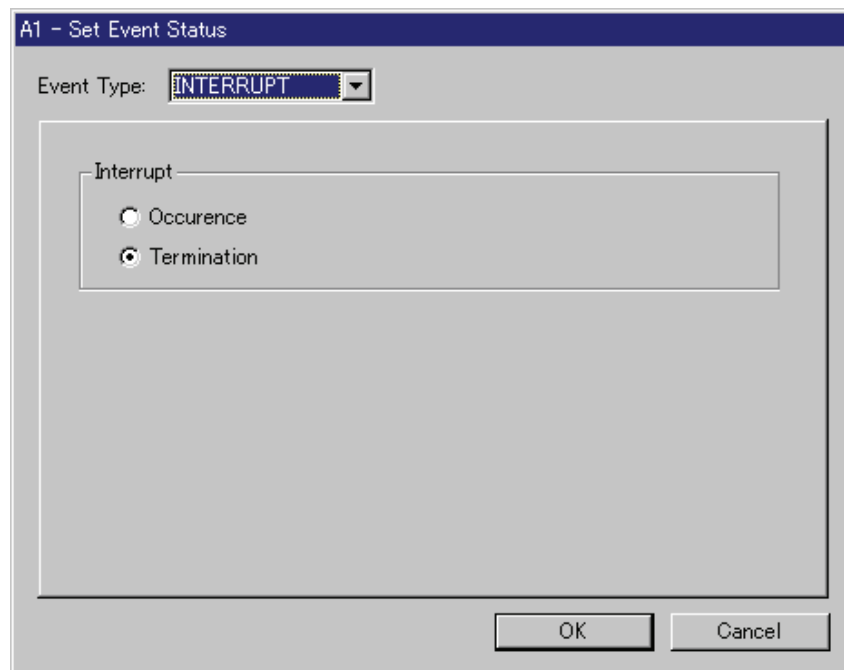 A1 - Set Event Status
Event Type: INTERRUPT
Interrupt
Occurence
Termination
OK Cancel